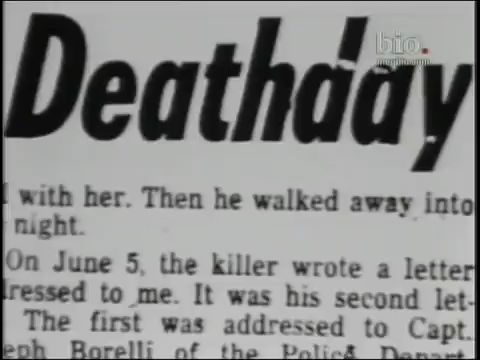 bio.
Deathday
with her. Then he walked away into
night.
On June 5, the killer wrote a letter
dressed to me. It was his second let-
The first was addressed to Capt.
eph Borelli of the Police Depart-